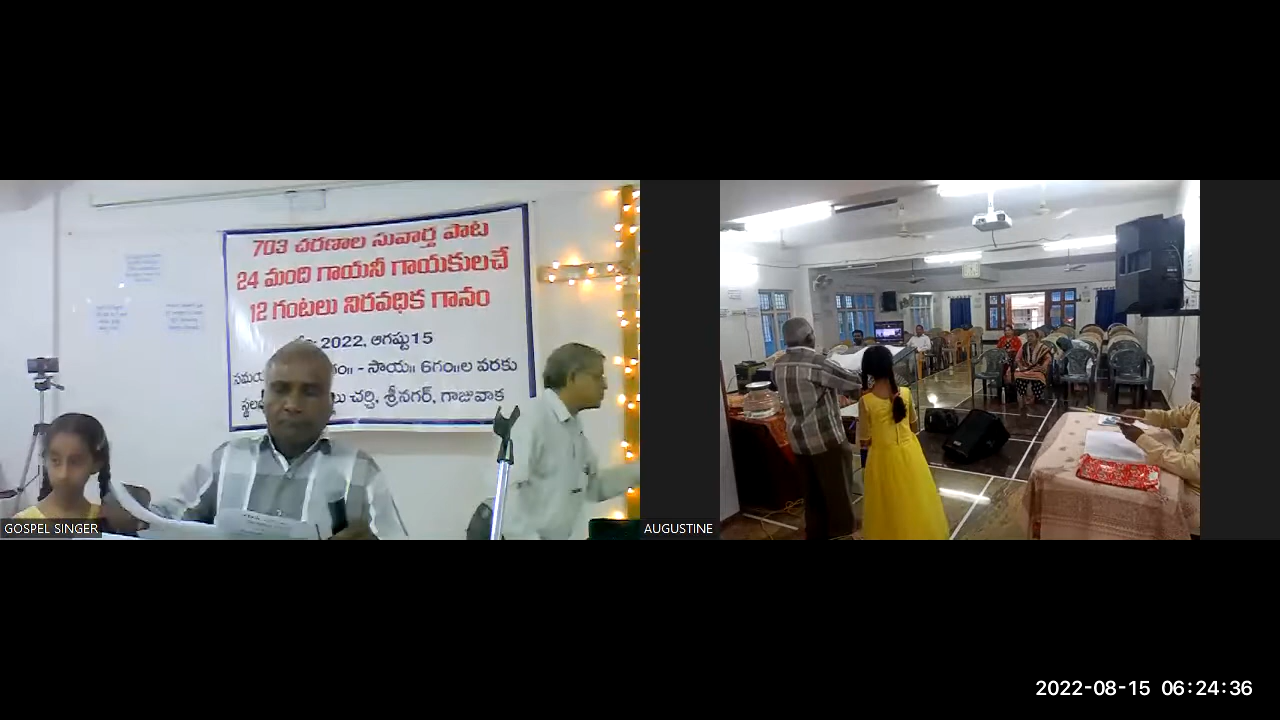 703 చరణాల సువార్త పాట
24 మంది గాయనీ గాయకులచే
12 గంటలు నిరవధిక గానం
2022, ఆగష్టు 15
- సాయ॥ 6గం॥ల వరకు
చర్చి, శ్రీనగర్, గాజువాక
GOSPEL SINGER
AUGUSTINE
2022-08-15 06:24:36